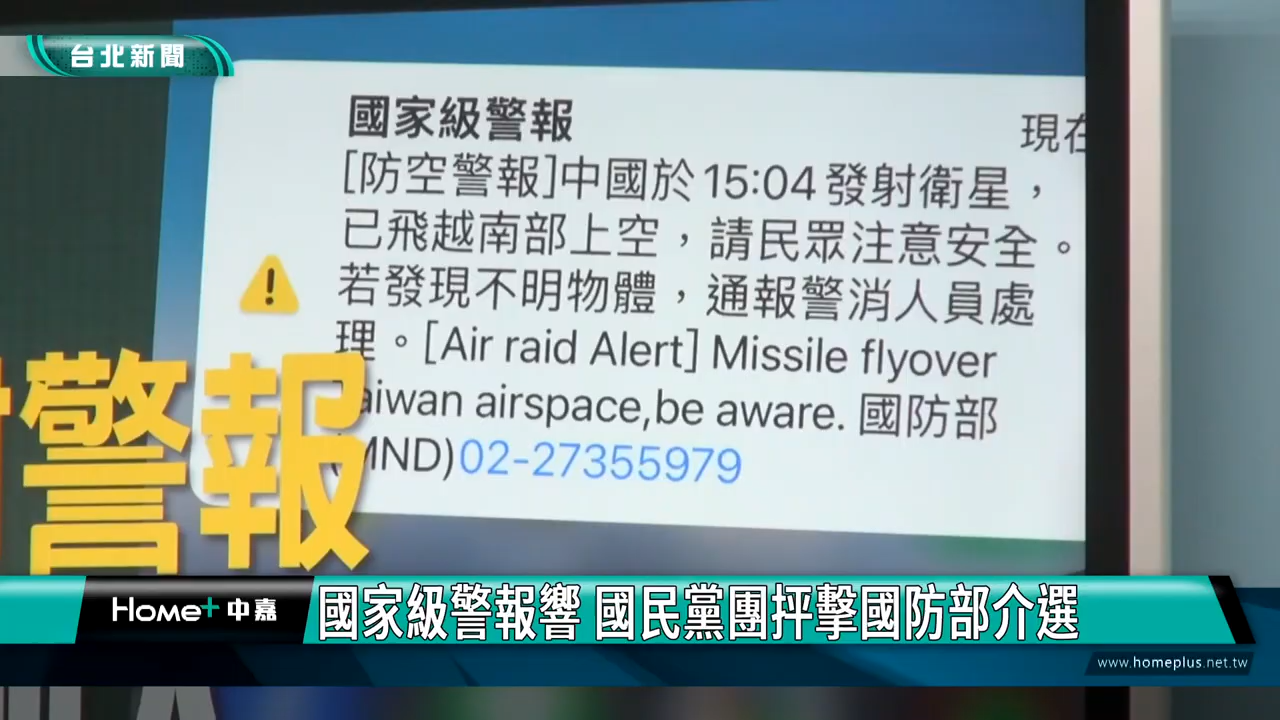 台北新聞
國家級警報
現在
[防空警報]中國於15:04發射衛星，
已飛越南部上空，請民眾注意安全。
若發現不明物體，通報警消人員處
理。[Air raid Alert] Missile flyover
aiwan airspace,be aware. 國防部
(MND)02-27355979
警報
Home+中嘉
國家級警報響 國民黨團抨擊國防部介選
www.homeplus.net.tw